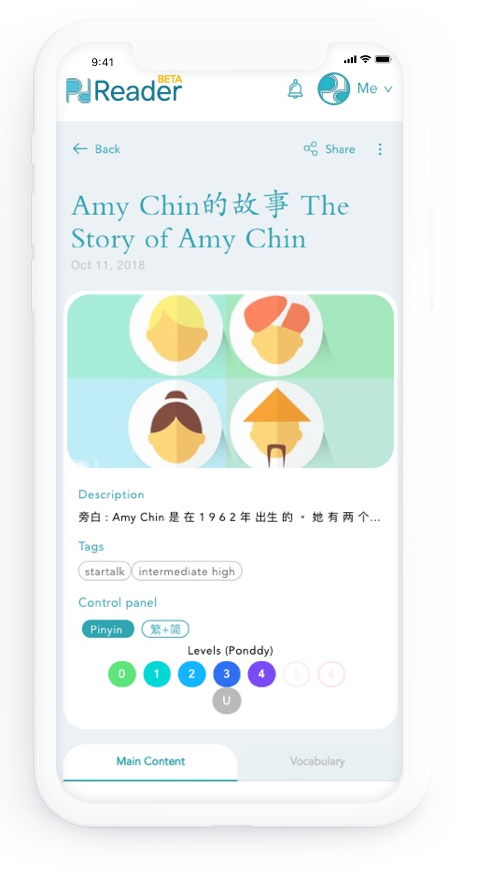 9:41
Reader BETA
Me
Back
Share
Amy Chin的故事 The
Story of Amy Chin
Oct 11, 2018
Description
旁白 : Amy Chin 是 在 1 9 6 2 年 出生 的 。 她 有 两 个...
Tags
startalk intermediate high
Control panel
Pinyin 繁+简
Levels (Ponddy)
0 1 2 3 4 5 6
U
Main Content Vocabulary